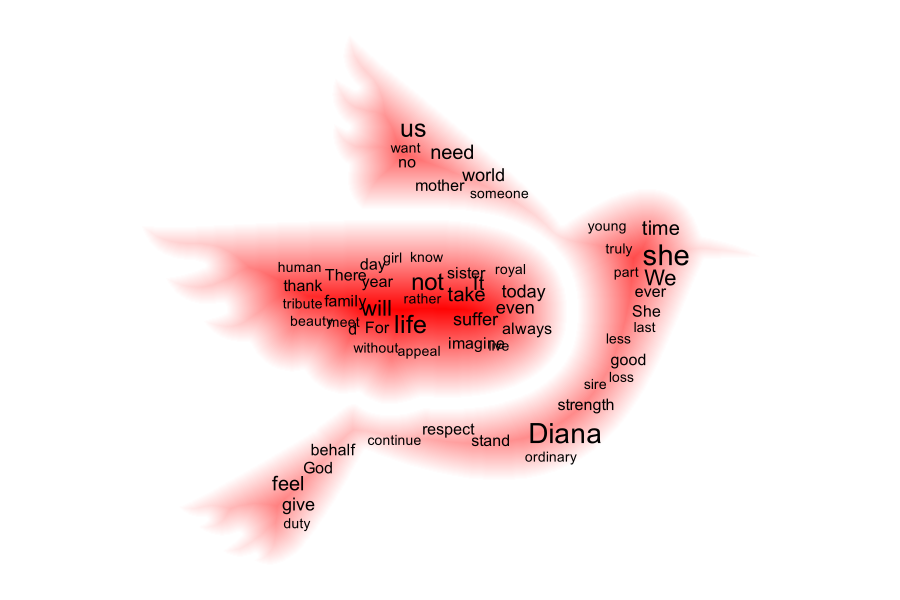 us
want
need
no
world
mother
someone
young
time
truly
she
part
We
ever
She
last
less
good
loss
sire
strength
Diana
ordinary
girl
know
day
human
There
sister
royal
year
not
It
thank
rather
take
today
tribute
family
will
even
beauty
meet
d
For
life
suffer
always
without
appeal
imagine
live
respect
continue
stand
behalf
God
feel
give
duty